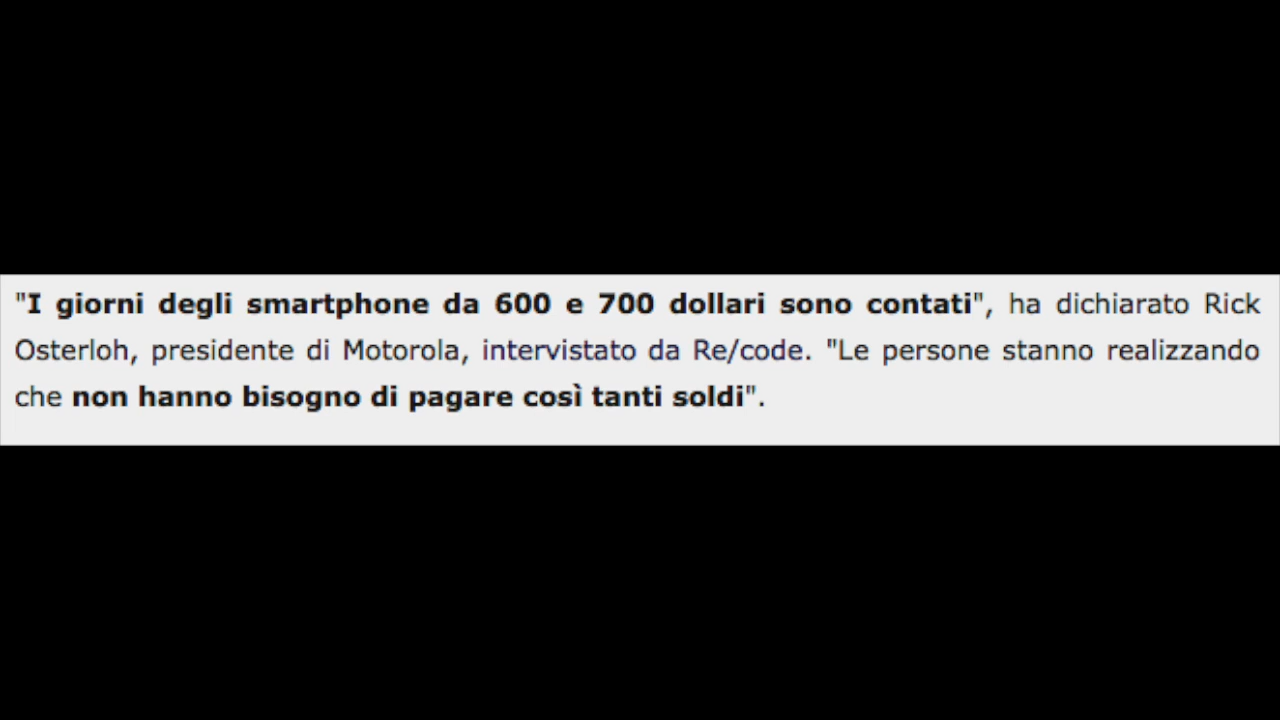 "I giorni degli smartphone da 600 e 700 dollari sono contati", ha dichiarato Rick
Osterloh, presidente di Motorola, intervistato da Re/code. "Le persone stanno realizzando
che non hanno bisogno di pagare così tanti soldi".